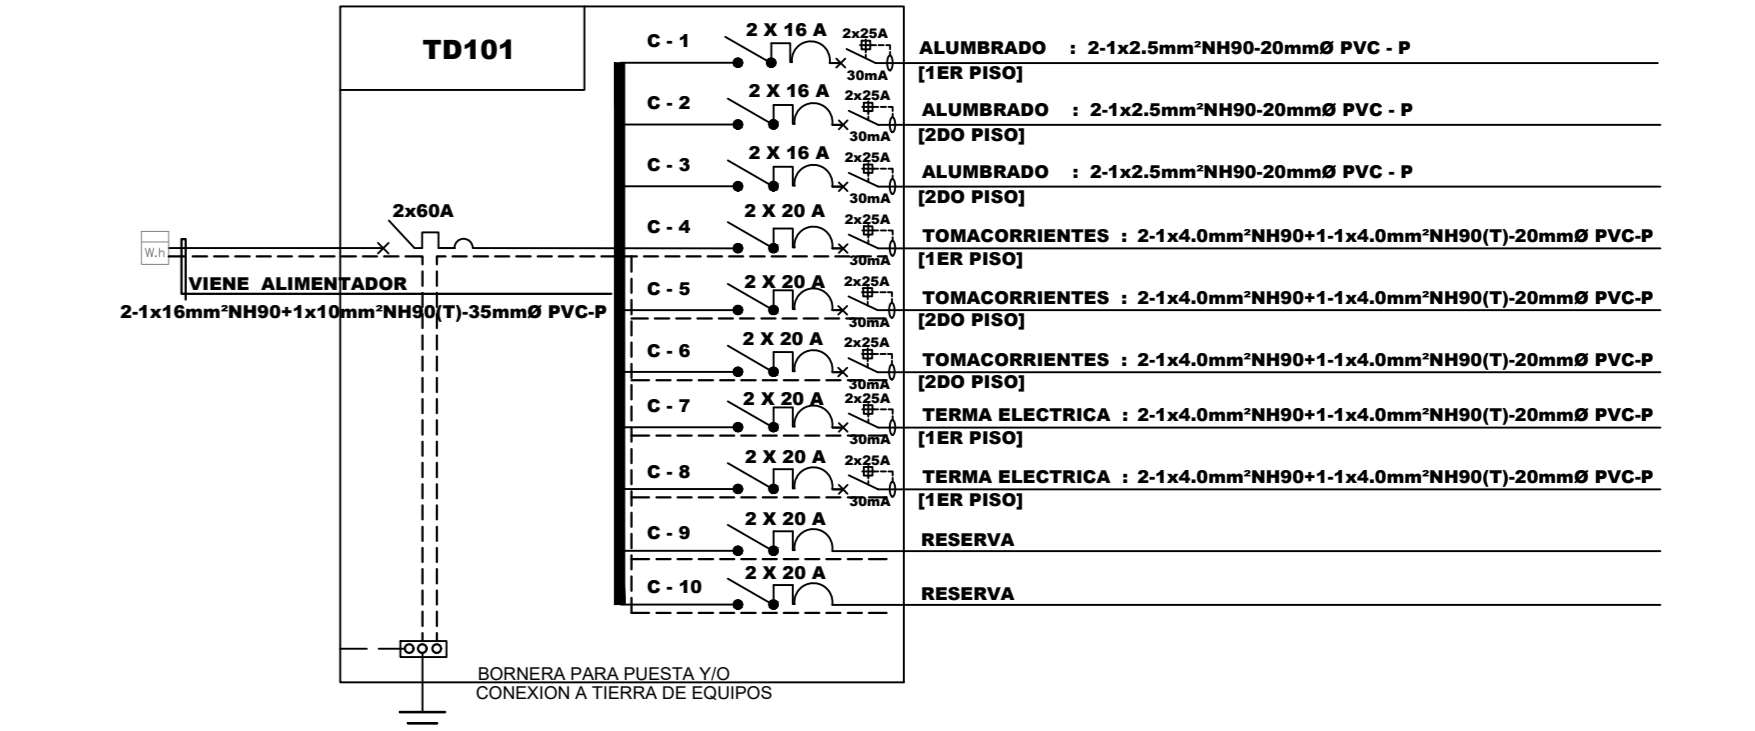 TD101
C - 1
2 X 16 A
2x25A
30mA
ALUMBRADO : 2-1x2.5mm²NH90-20mmØ PVC - P
[1ER PISO]
C - 2
2 X 16 A
2x25A
30mA
ALUMBRADO : 2-1x2.5mm²NH90-20mmØ PVC - P
[2DO PISO]
C - 3
2 X 16 A
2x25A
30mA
ALUMBRADO : 2-1x2.5mm²NH90-20mmØ PVC - P
[2DO PISO]
2x60A
W.h
VIENE ALIMENTADOR
2-1x16mm²NH90+1x10mm²NH90(T)-35mmØ PVC-P
C - 4
2 X 20 A
2x25A
30mA
TOMACORRIENTES : 2-1x4.0mm²NH90+1-1x4.0mm²NH90(T)-20mmØ PVC-P
[1ER PISO]
C - 5
2 X 20 A
2x25A
30mA
TOMACORRIENTES : 2-1x4.0mm²NH90+1-1x4.0mm²NH90(T)-20mmØ PVC-P
[2DO PISO]
C - 6
2 X 20 A
2x25A
30mA
TOMACORRIENTES : 2-1x4.0mm²NH90+1-1x4.0mm²NH90(T)-20mmØ PVC-P
[2DO PISO]
C - 7
2 X 20 A
2x25A
30mA
TERMA ELECTRICA : 2-1x4.0mm²NH90+1-1x4.0mm²NH90(T)-20mmØ PVC-P
[1ER PISO]
C - 8
2 X 20 A
2x25A
30mA
TERMA ELECTRICA : 2-1x4.0mm²NH90+1-1x4.0mm²NH90(T)-20mmØ PVC-P
[1ER PISO]
C - 9
2 X 20 A
RESERVA
C - 10
2 X 20 A
RESERVA
BORNERA PARA PUESTA Y/O
CONEXION A TIERRA DE EQUIPOS